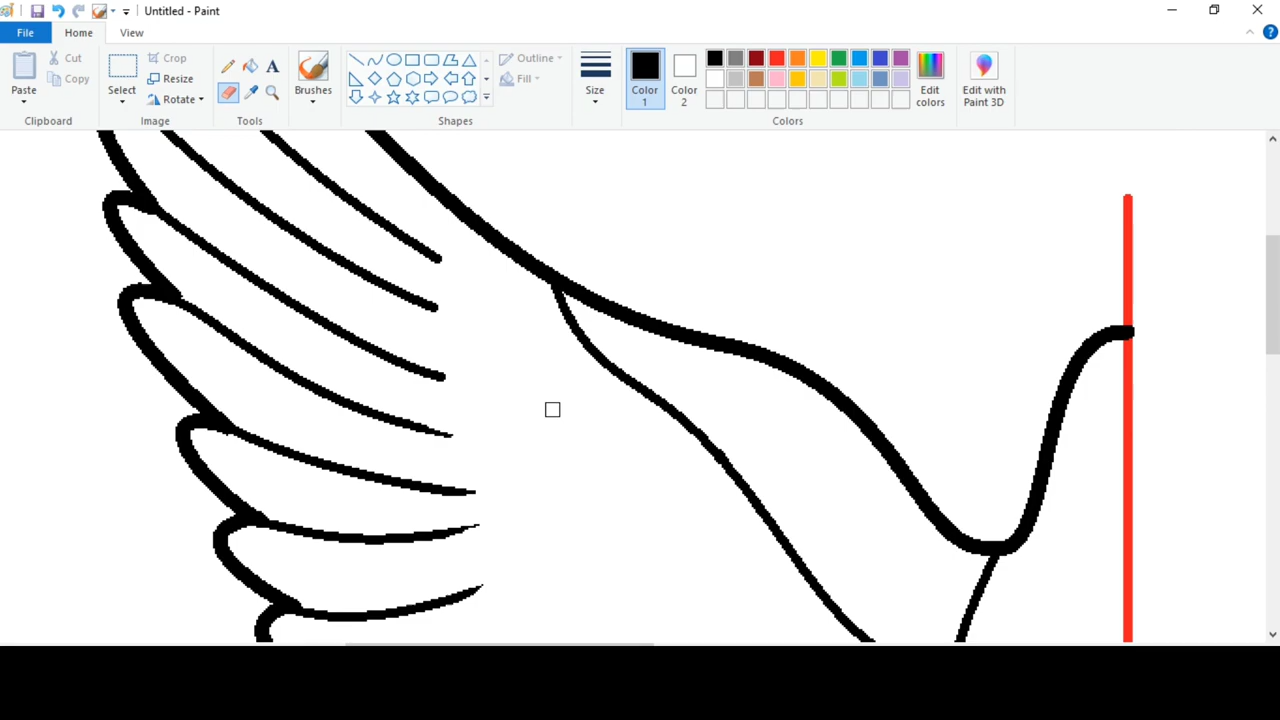 Untitled - Paint
File Home View
Paste
Cut
Copy
Clipboard
Select
Crop
Resize
Rotate
Image
A
Tools
Brushes
Outline
Fill
Shapes
Size
Color 1
Color 2
Edit colors
Colors
Edit with Paint 3D